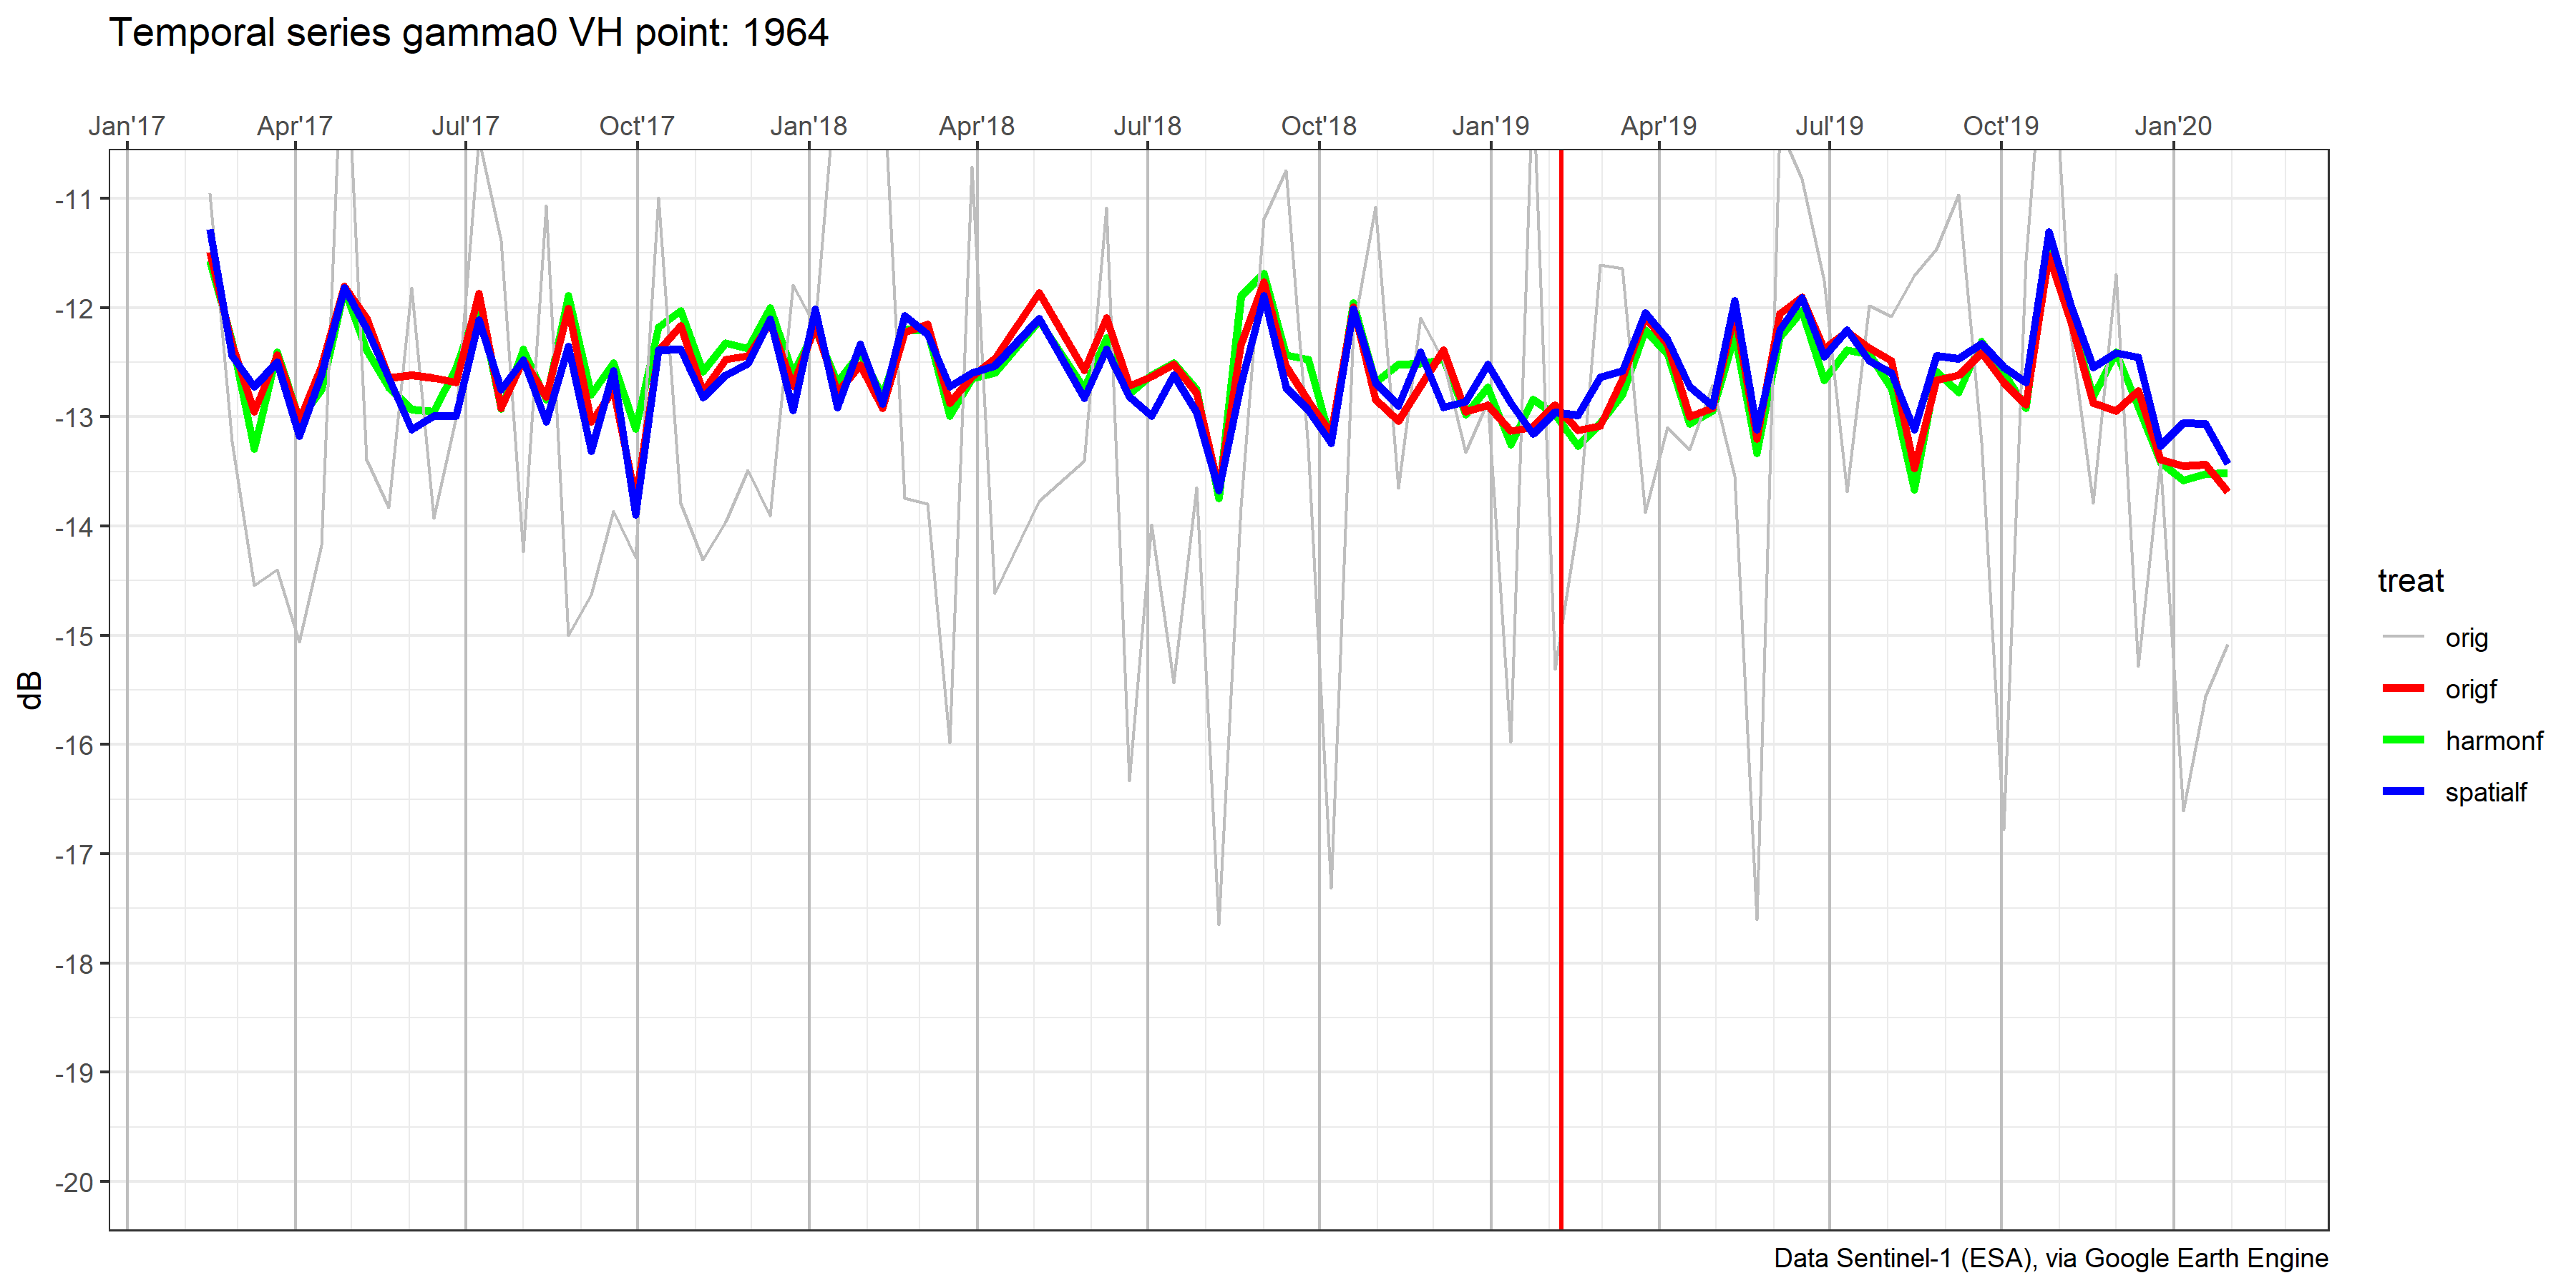 Temporal series gamma0 VH point: 1964
Jan'17 Apr'17 Jul'17 Oct'17 Jan'18 Apr'18 Jul'18 Oct'18 Jan'19 Apr'19 Jul'19 Oct'19 Jan'20
-11
-12
-13
-14
-15
-16
-17
-18
-19
-20
dB
treat
orig
origf
harmonf
spatialf
Data Sentinel-1 (ESA), via Google Earth Engine